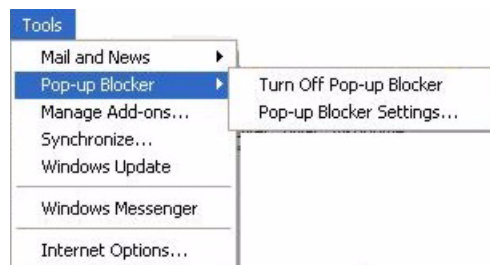 Tools
Mail and News
Pop-up Blocker
Turn Off Pop-up Blocker
Manage Add-ons...
Pop-up Blocker Settings...
Synchronize...
Windows Update
Windows Messenger
Internet Options...